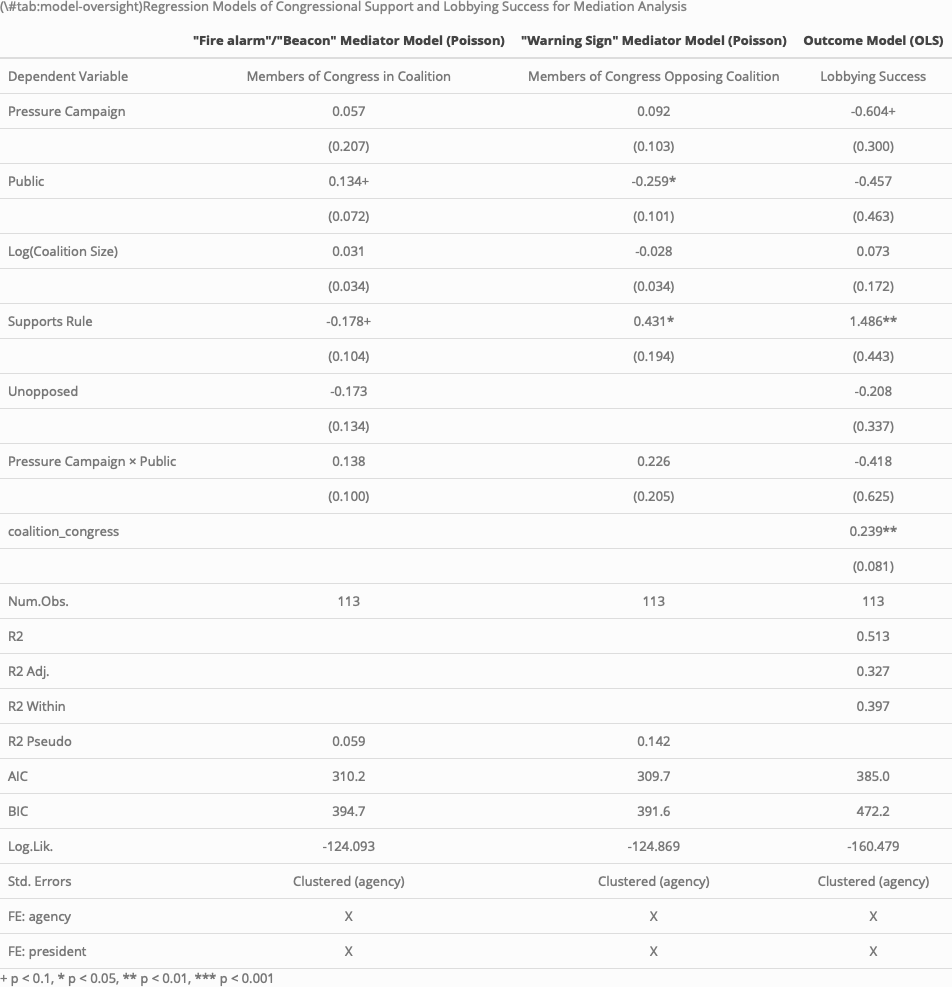 (\#tab:model-oversight)Regression Models of Congressional Support and Lobbying Success for Mediation Analysis
"Fire alarm"/"Beacon" Mediator Model (Poisson) "Warning Sign" Mediator Model (Poisson) Outcome Model (OLS)
Dependent Variable Members of Congress in Coalition Members of Congress Opposing Coalition Lobbying Success
Pressure Campaign 0.057 0.092 -0.604+
(0.207) (0.103) (0.300)
Public 0.134+ -0.259* -0.457
(0.072) (0.101) (0.463)
Log(Coalition Size) 0.031 -0.028 0.073
(0.034) (0.034) (0.172)
Supports Rule -0.178+ 0.431* 1.486**
(0.104) (0.194) (0.443)
Unopposed -0.173 -0.208
(0.134) (0.337)
Pressure Campaign × Public 0.138 0.226 -0.418
(0.100) (0.205) (0.625)
coalition_congress 0.239**
(0.081)
Num.Obs. 113 113 113
R2 0.513
R2 Adj. 0.327
R2 Within 0.397
R2 Pseudo 0.059 0.142
AIC 310.2 309.7 385.0
BIC 394.7 391.6 472.2
Log.Lik. -124.093 -124.869 -160.479
Std. Errors Clustered (agency) Clustered (agency) Clustered (agency)
FE: agency X X X
FE: president X X X
+ p < 0.1, * p < 0.05, ** p < 0.01, *** p < 0.001